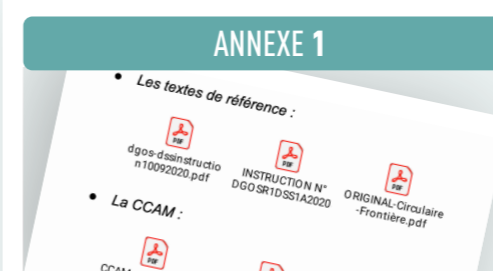 ANNEXE 1
• Les textes de référence :
PDF PDF PDF
dgos-dssinstructio
n10092020.pdf
INSTRUCTION N°
DGOSR1DSS1A2020
ORIGINAL-Circulaire
-Frontière.pdf
• La CCAM :
PDF